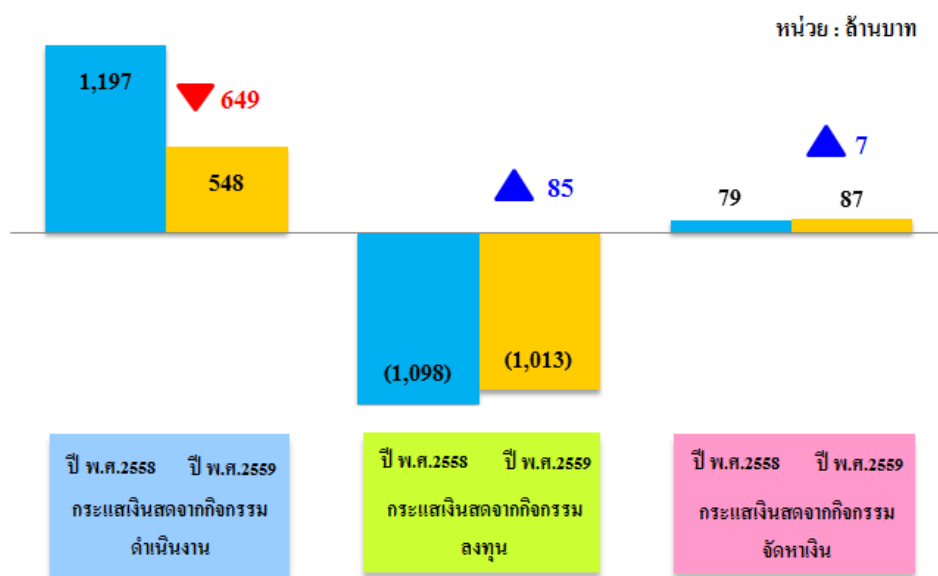 หน่วย : ล้านบาท
1,197
649
548
85
7
79
87
(1,098)
(1,013)
ปี พ.ศ.2558 ปี พ.ศ.2559
กระแสเงินสดจากกิจกรรม
ดำเนินงาน
ปี พ.ศ.2558 ปี พ.ศ.2559
กระแสเงินสดจากกิจกรรม
ลงทุน
ปี พ.ศ.2558 ปี พ.ศ.2559
กระแสเงินสดจากกิจกรรม
จัดหาเงิน